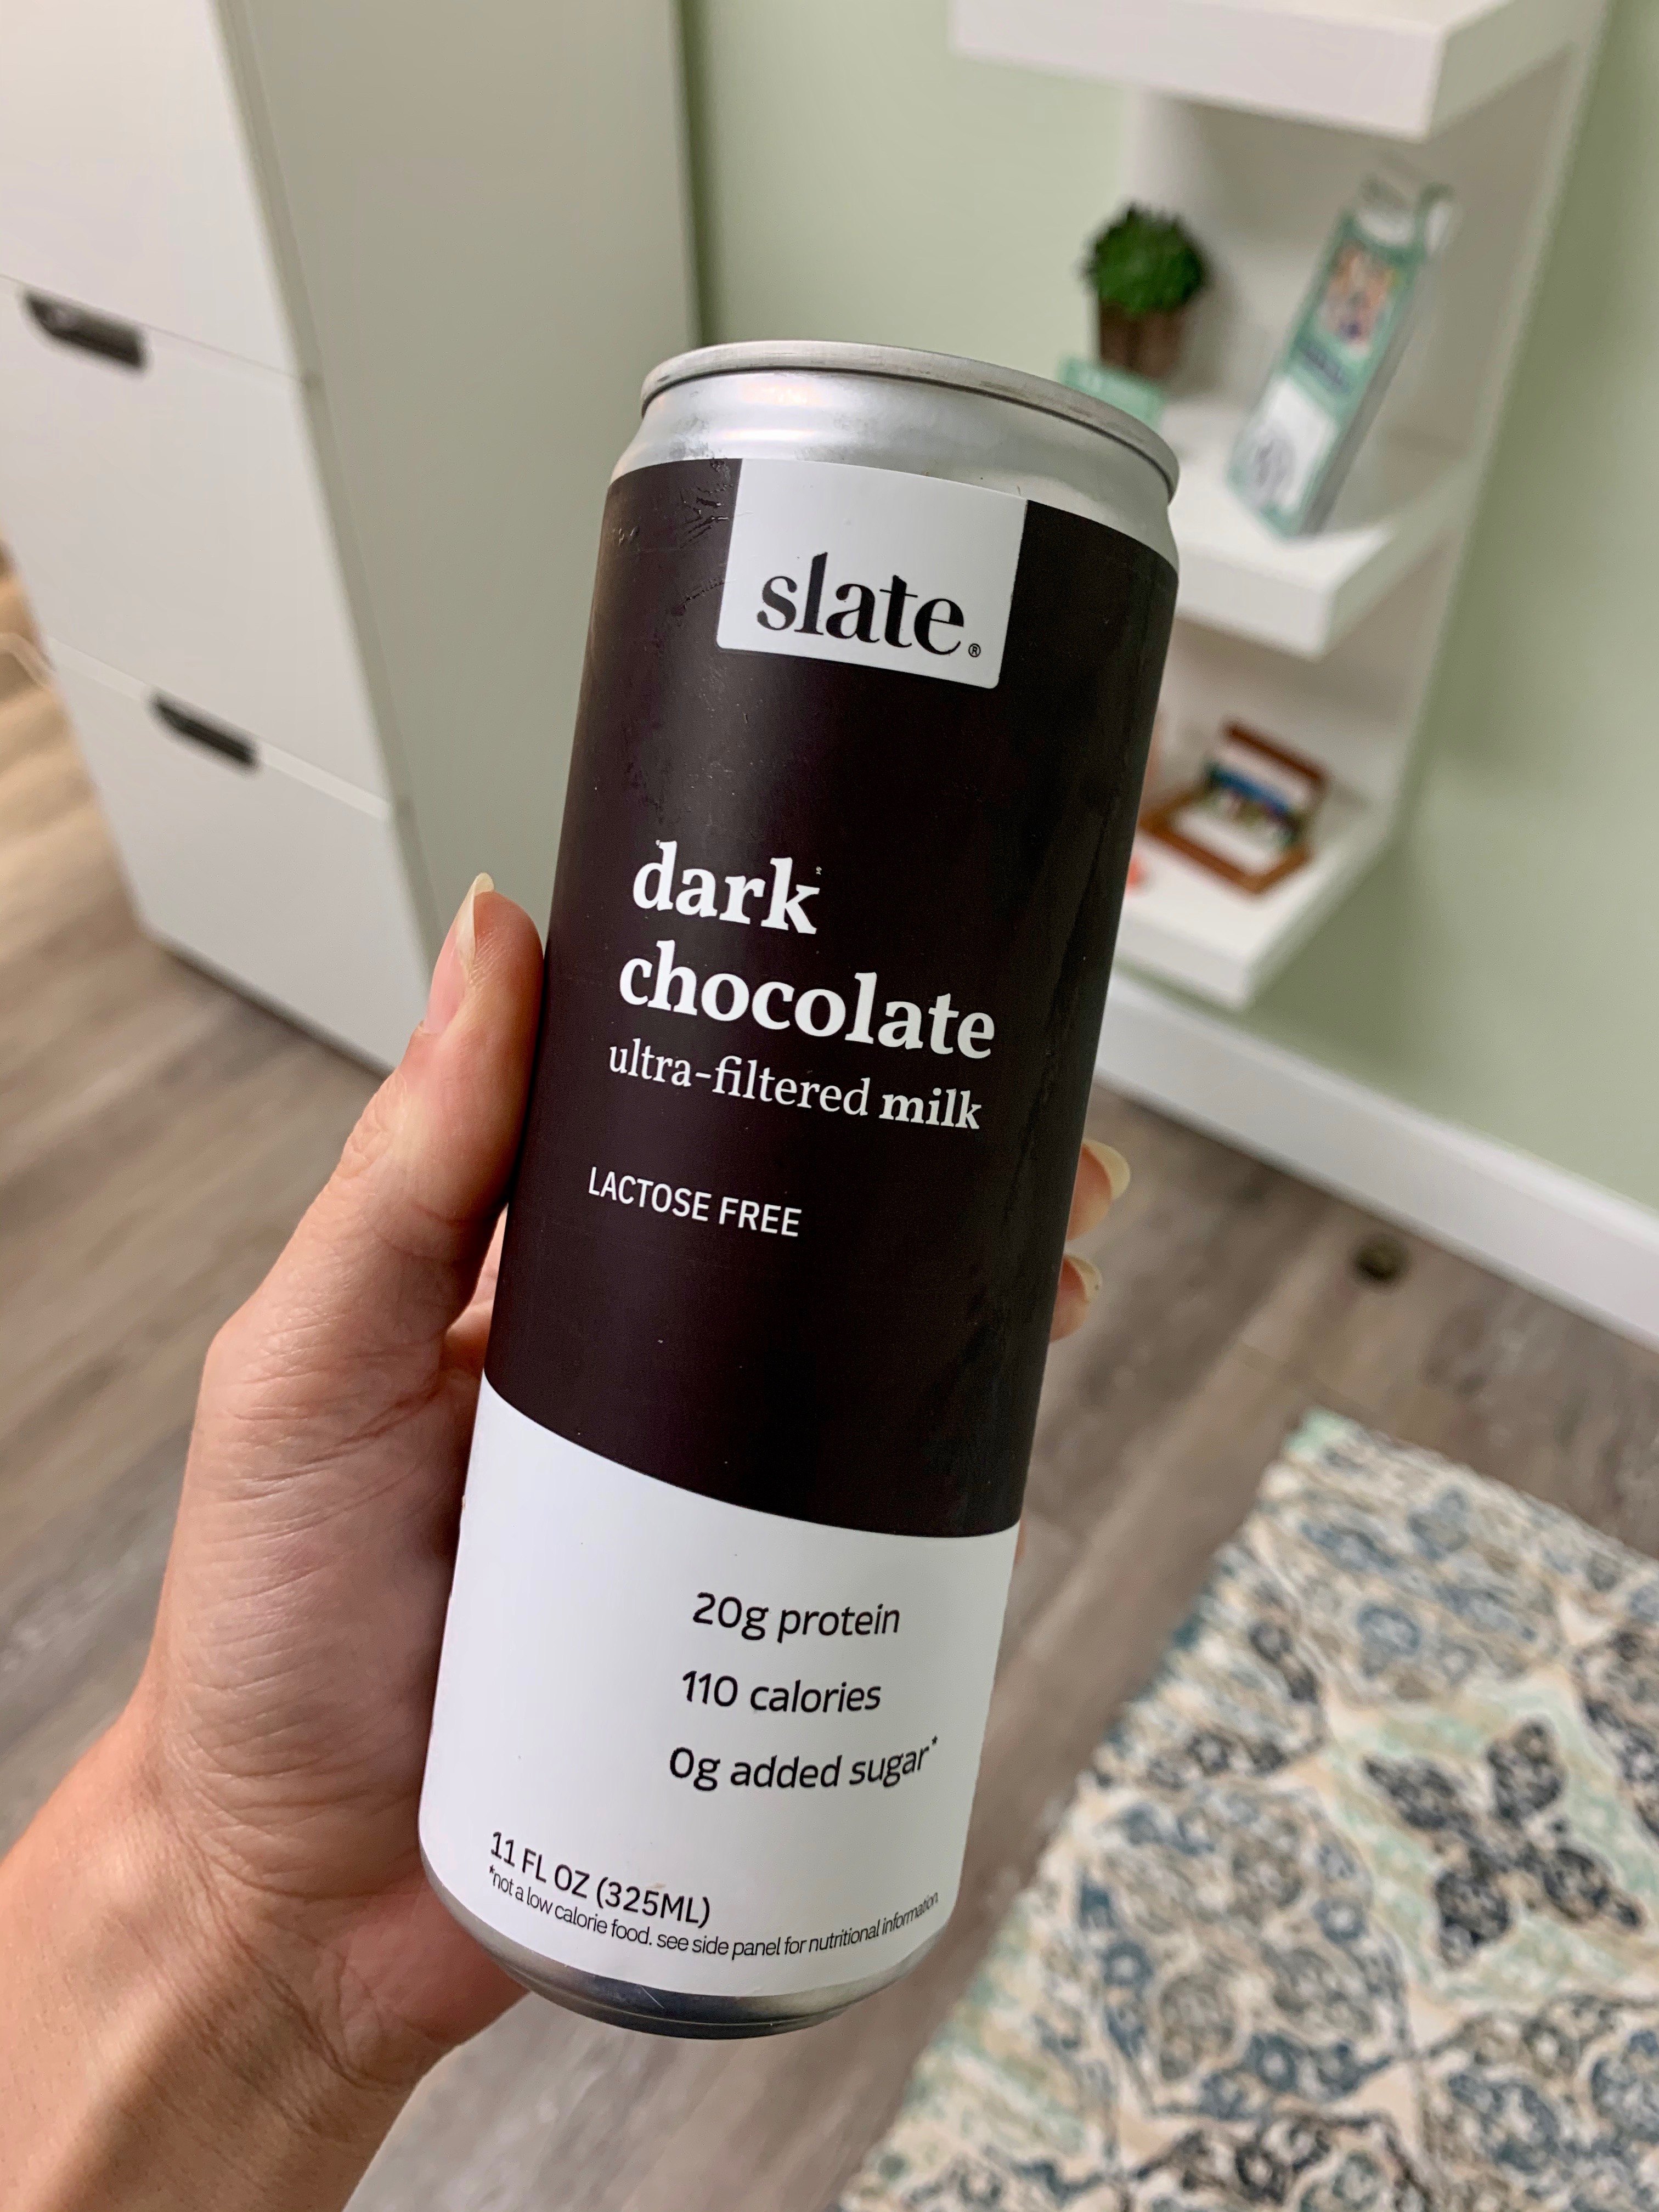 slate®
dark
chocolate
ultra-filtered milk
LACTOSE FREE
20g protein
110 calories
0g added sugar*
11 FL OZ (325ML)
*not a low calorie food. see side panel for nutritional information.